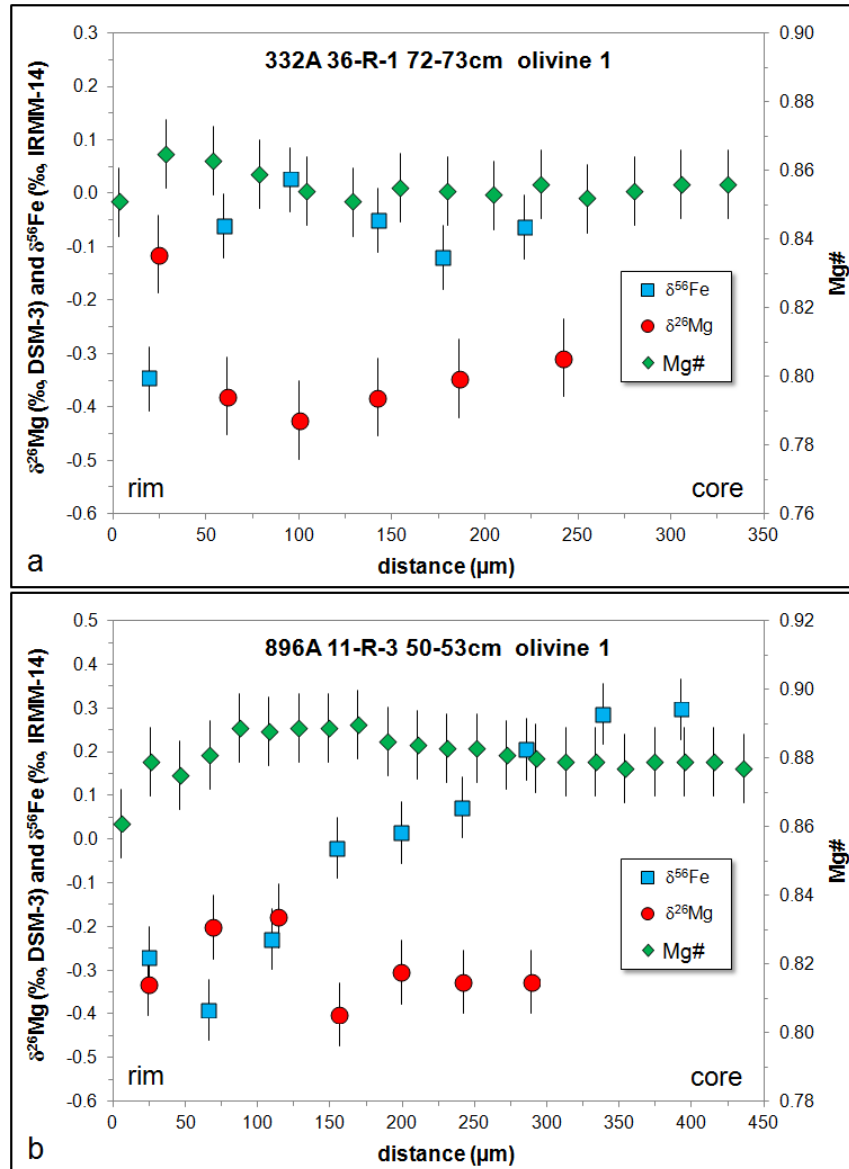 332A 36-R-1 72-73cm olivine 1
δ26Mg (‰, DSM-3) and δ56Fe (‰, IRMM-14)
0.3
0.2
0.1
0.0
-0.1
-0.2
-0.3
-0.4
-0.5
-0.6
0.90
0.88
0.86
0.84
0.82
0.80
0.78
0.76
Mg#
δ56Fe
δ26Mg
Mg#
rim
core
0
50
100
150
200
250
300
350
distance (µm)
a
896A 11-R-3 50-53cm olivine 1
δ26Mg (‰, DSM-3) and δ56Fe (‰, IRMM-14)
0.5
0.4
0.3
0.2
0.1
0.0
-0.1
-0.2
-0.3
-0.4
-0.5
-0.6
0.92
0.90
0.88
0.86
0.84
0.82
0.80
0.78
Mg#
δ56Fe
δ26Mg
Mg#
rim
core
0
50
100
150
200
250
300
350
400
450
distance (µm)
b